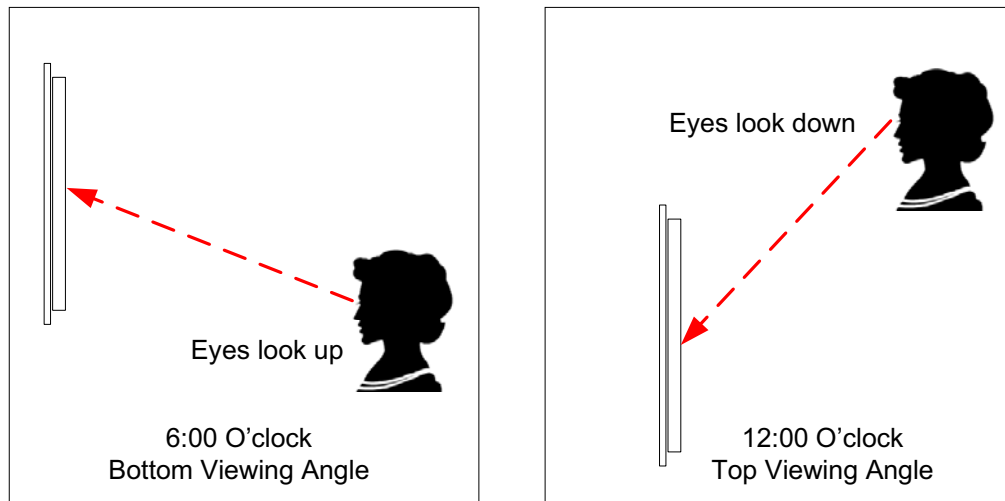 Eyes look up
6:00 O’clock
Bottom Viewing Angle
Eyes look down
12:00 O’clock
Top Viewing Angle